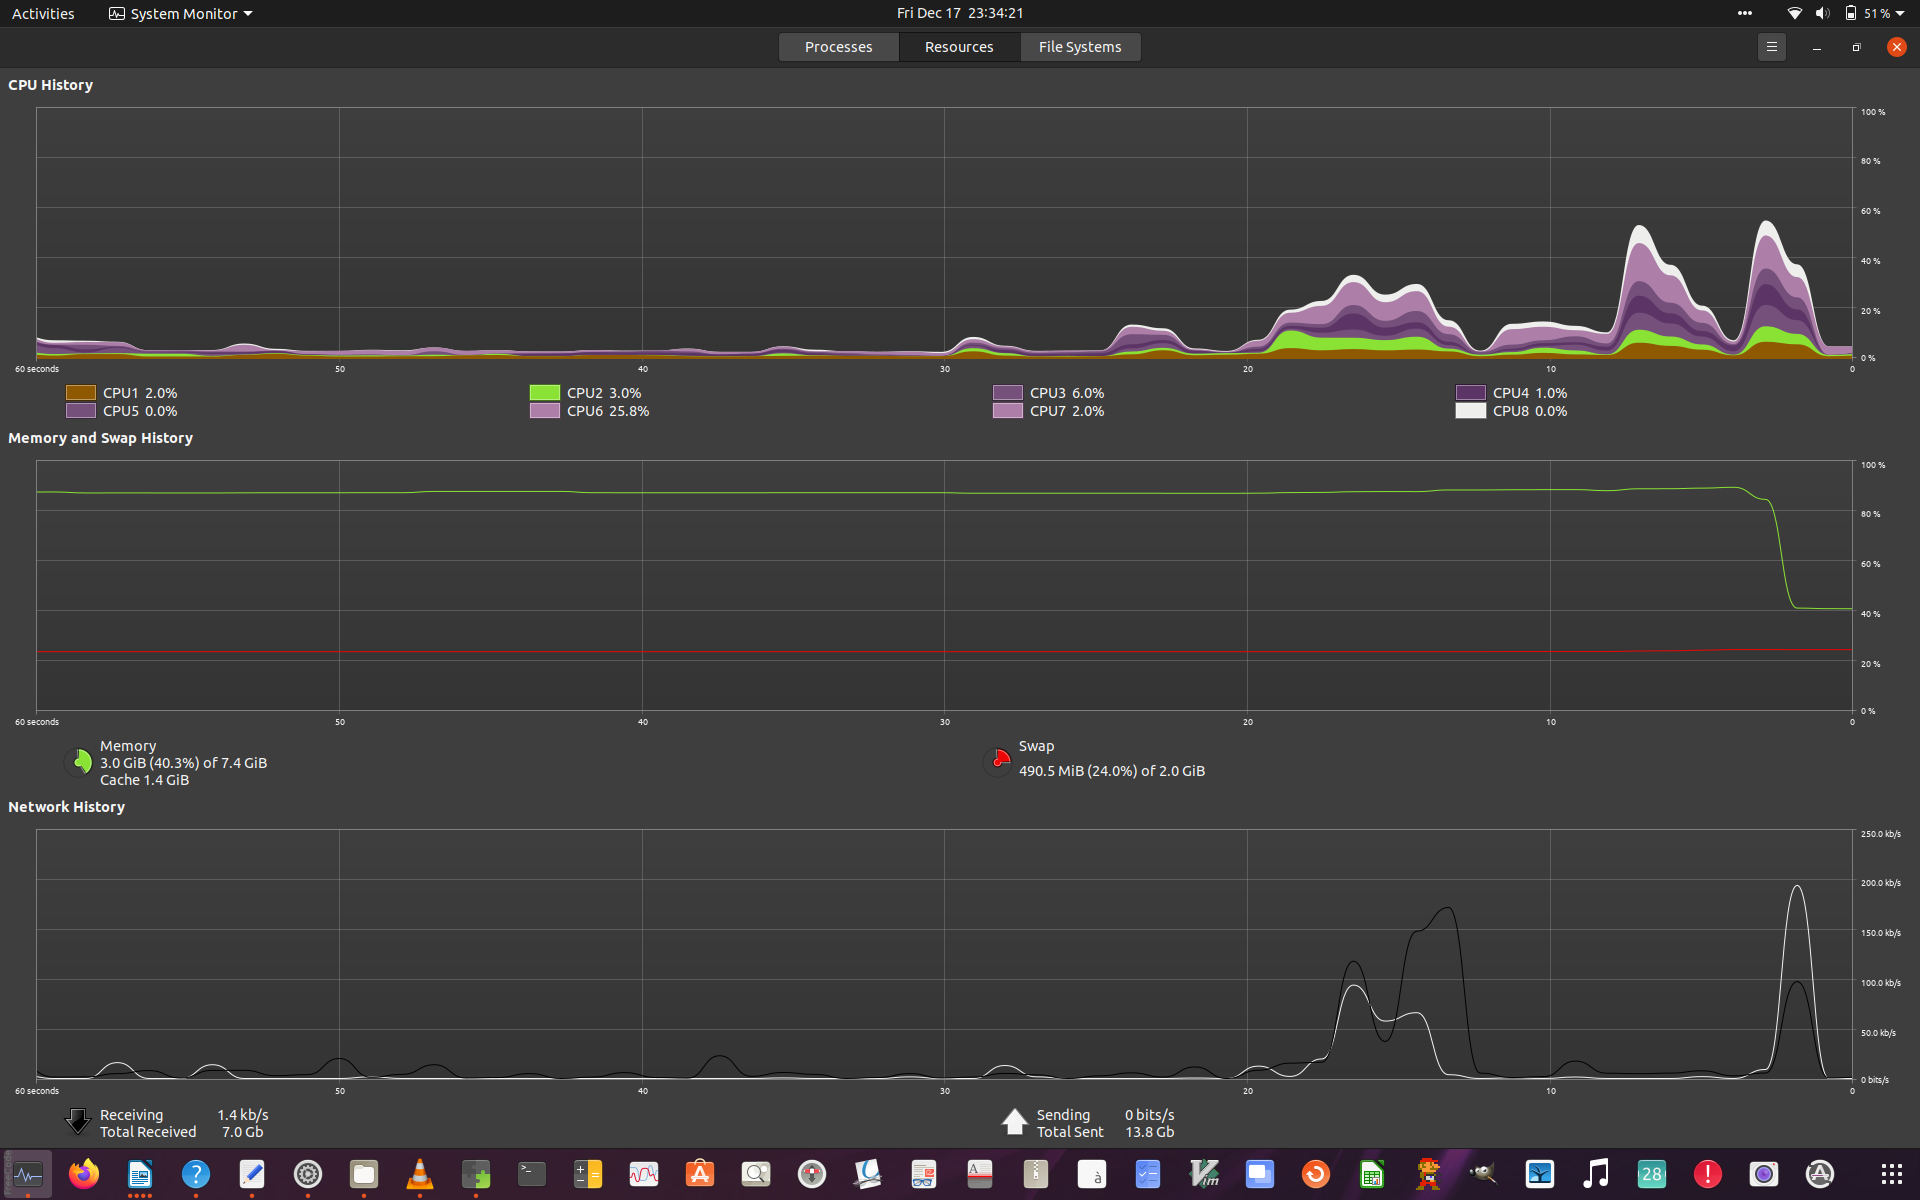 Activities System Monitor Fri Dec 17 23:34:21 51 %
Processes Resources File Systems
CPU History
100 %
80 %
60 %
40 %
20 %
0 %
60 seconds 50 40 30 20 10 0
CPU1 2.0% CPU2 3.0% CPU3 6.0% CPU4 1.0%
CPU5 0.0% CPU6 25.8% CPU7 2.0% CPU8 0.0%
Memory and Swap History
100 %
80 %
60 %
40 %
20 %
0 %
60 seconds 50 40 30 20 10 0
Memory
3.0 GiB (40.3%) of 7.4 GiB
Cache 1.4 GiB
Swap
490.5 MiB (24.0%) of 2.0 GiB
Network History
250.0 kb/s
200.0 kb/s
150.0 kb/s
100.0 kb/s
50.0 kb/s
0 bits/s
60 seconds 50 40 30 20 10 0
Receiving 1.4 kb/s
Total Received 7.0 Gb
Sending 0 bits/s
Total Sent 13.8 Gb
28